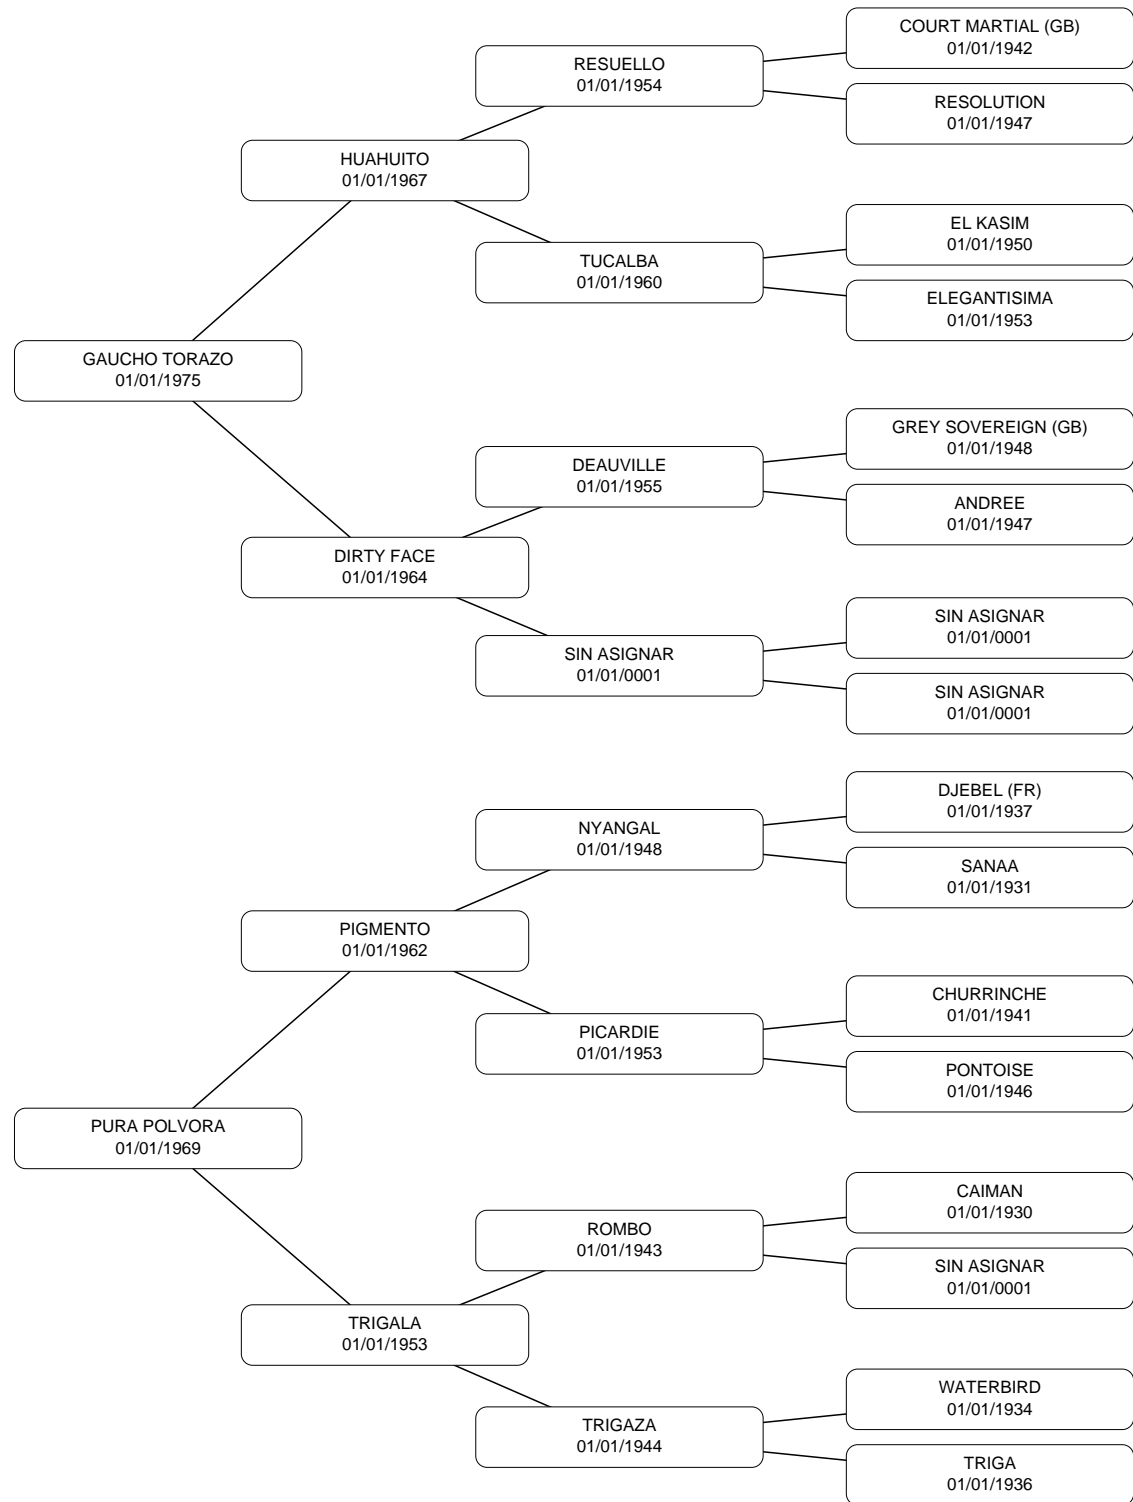 COURT MARTIAL (GB)
01/01/1942
RESUELLO
01/01/1954
RESOLUTION
01/01/1947
HUAHUITO
01/01/1967
EL KASIM
01/01/1950
TUCALBA
01/01/1960
ELEGANTISIMA
01/01/1953
GAUCHO TORAZO
01/01/1975
GREY SOVEREIGN (GB)
01/01/1948
DEAUVILLE
01/01/1955
ANDREE
01/01/1947
DIRTY FACE
01/01/1964
SIN ASIGNAR
01/01/0001
SIN ASIGNAR
01/01/0001
SIN ASIGNAR
01/01/0001
DJEBEL (FR)
01/01/1937
NYANGAL
01/01/1948
SANAA
01/01/1931
PIGMENTO
01/01/1962
CHURRINCHE
01/01/1941
PICARDIE
01/01/1953
PONTOISE
01/01/1946
PURA POLVORA
01/01/1969
CAIMAN
01/01/1930
ROMBO
01/01/1943
SIN ASIGNAR
01/01/0001
TRIGALA
01/01/1953
WATERBIRD
01/01/1934
TRIGAZA
01/01/1944
TRIGA
01/01/1936